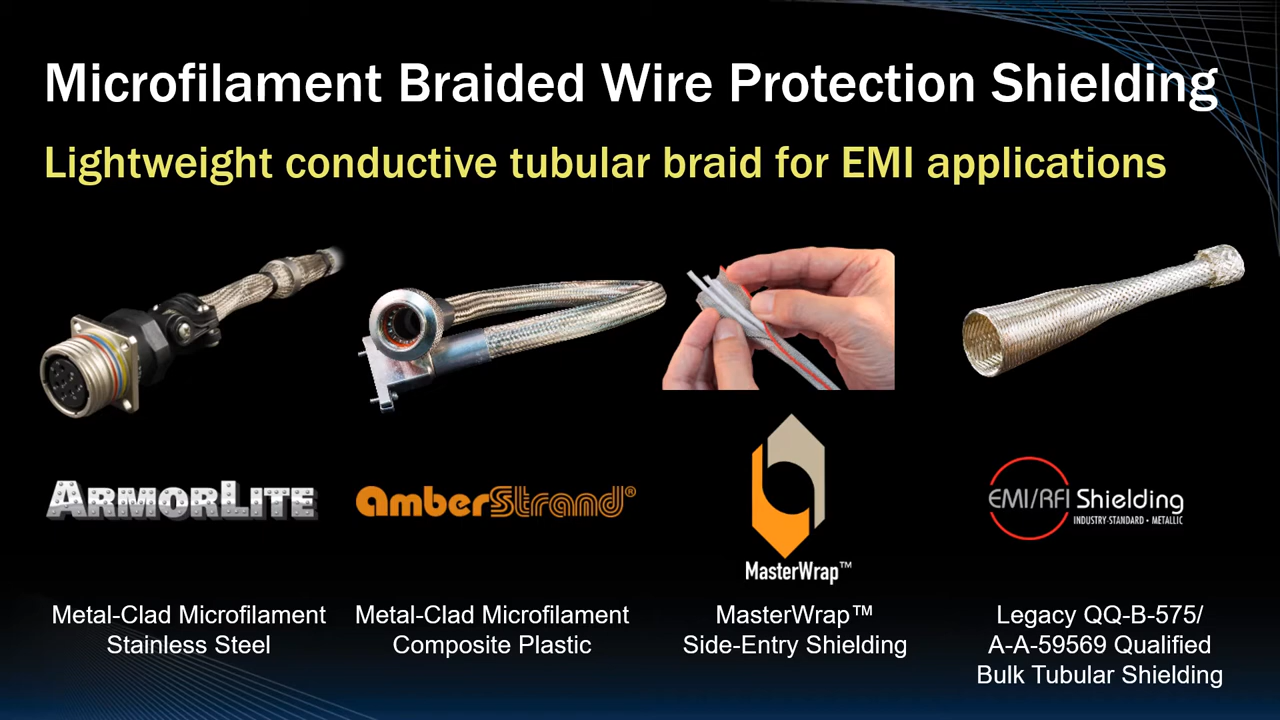 Microfilament Braided Wire Protection Shielding
Lightweight conductive tubular braid for EMI applications
ARMORLITE
amberStrand®
MasterWrap™
EMI/RFI Shielding
INDUSTRY-STANDARD • METALLIC
Metal-Clad Microfilament
Stainless Steel
Metal-Clad Microfilament
Composite Plastic
MasterWrap™
Side-Entry Shielding
Legacy QQ-B-575/
A-A-59569 Qualified
Bulk Tubular Shielding